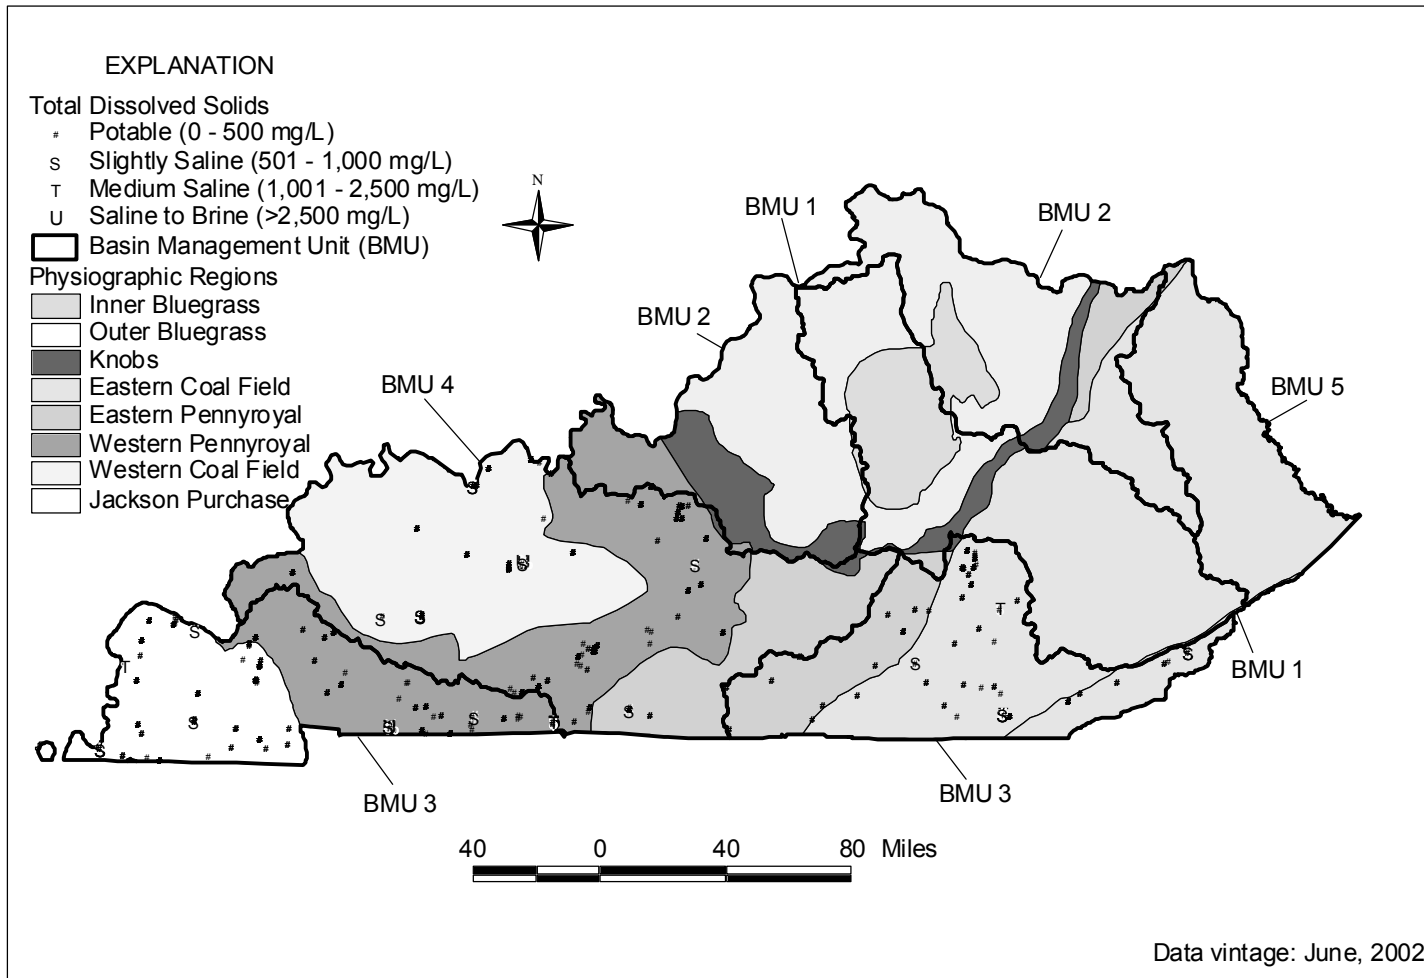 EXPLANATION
Total Dissolved Solids
# Potable (0 - 500 mg/L)
S Slightly Saline (501 - 1,000 mg/L)
T Medium Saline (1,001 - 2,500 mg/L)
U Saline to Brine (>2,500 mg/L)
Basin Management Unit (BMU)
Physiographic Regions
Inner Bluegrass
Outer Bluegrass
Knobs
Eastern Coal Field
Eastern Pennyroyal
Western Pennyroyal
Western Coal Field
Jackson Purchase
N
BMU 1
BMU 2
BMU 2
BMU 4
BMU 5
BMU 1
BMU 3
BMU 3
40 0 40 80 Miles
Data vintage: June, 2002